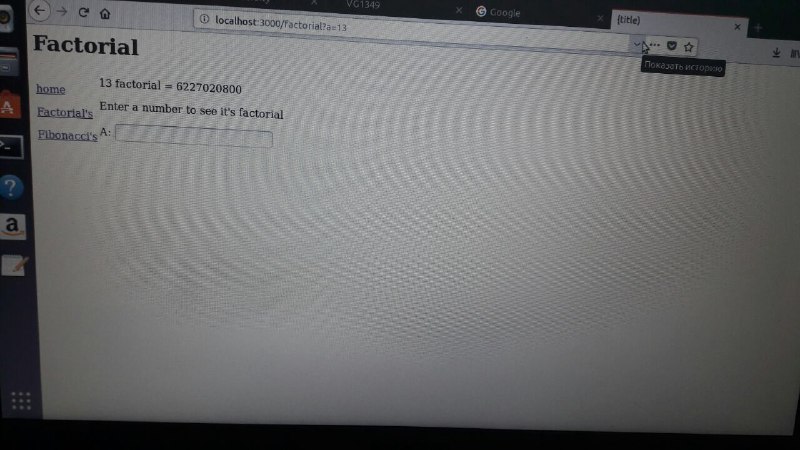 VG1349
Google
{title}
localhost:3000/factorial?a=13
Показать историю
Factorial
home
13 factorial = 6227020800
Factorial's
Enter a number to see it's factorial
Fibonacci's
A: